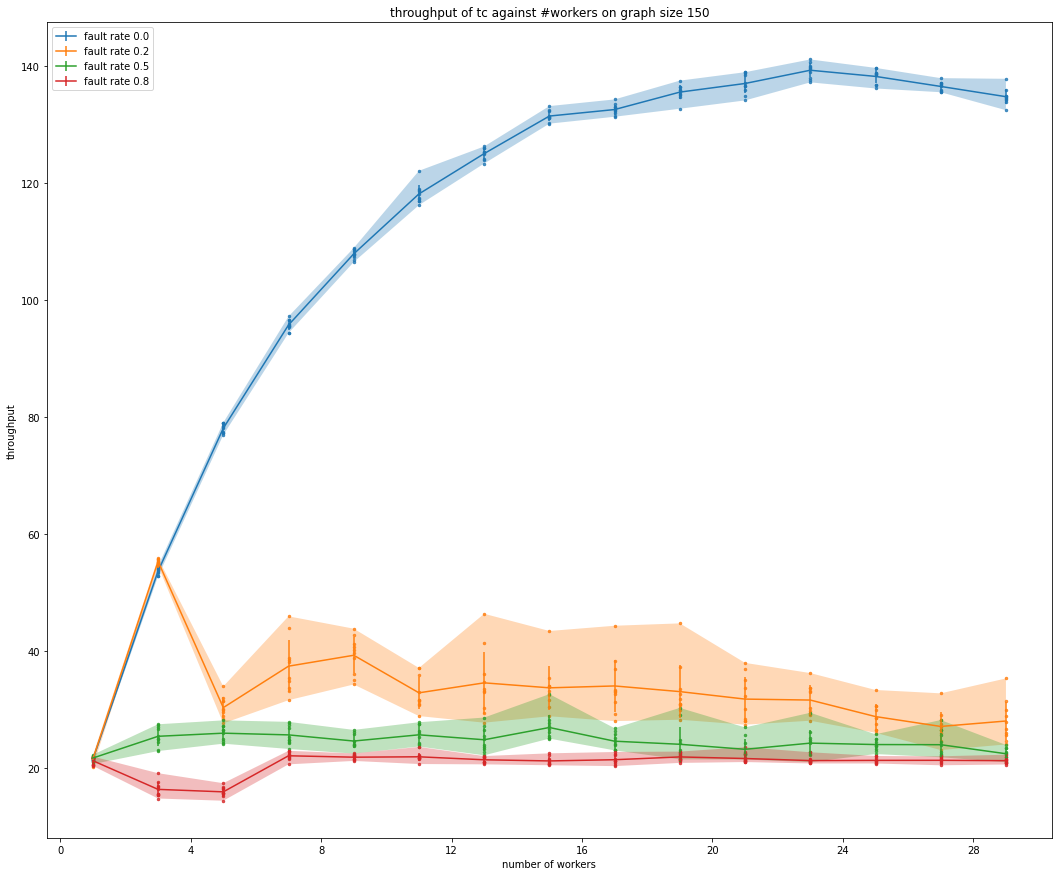 throughput of tc against #workers on graph size 150
fault rate 0.0
fault rate 0.2
fault rate 0.5
fault rate 0.8
140
120
100
80
60
40
20
throughput
0 4 8 12 16 20 24 28
number of workers